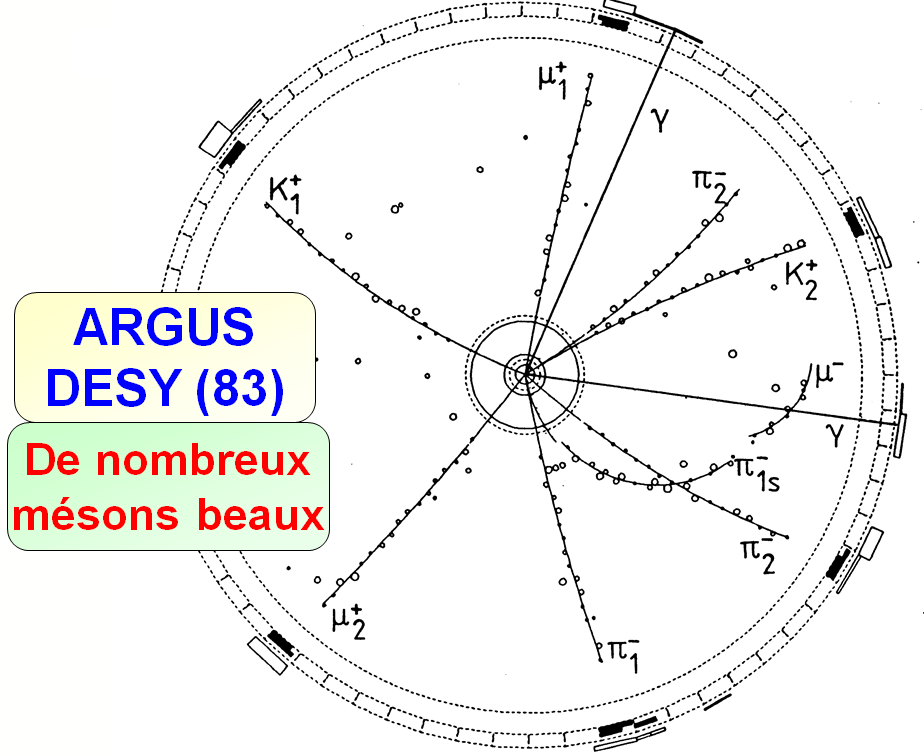 μ₁⁺
γ
π₂⁻
K₁⁺
K₂⁺
ARGUS
DESY (83)
μ⁻
γ
De nombreux
mésons beaux
π₁ₛ⁻
π₂⁻
μ₂⁺
π₁⁻